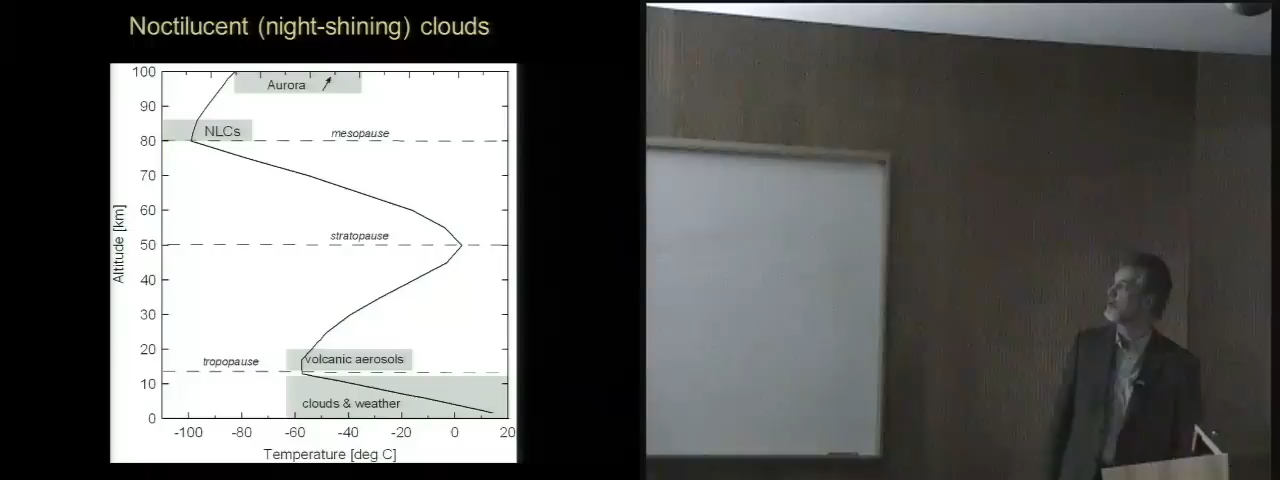 Noctilucent (night-shining) clouds
100
Aurora
90
NLCs
80
mesopause
70
60
stratopause
50
40
30
20
volcanic aerosols
tropopause
10
clouds & weather
0
Altitude [km]
-100 -80 -60 -40 -20 0 20
Temperature [deg C]